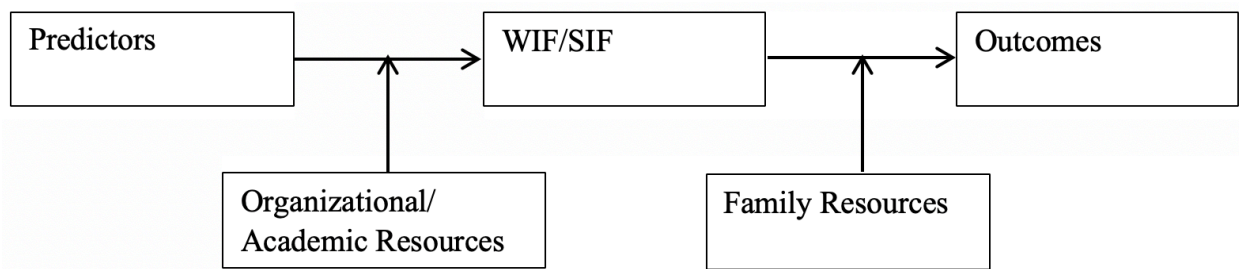 Predictors
WIF/SIF
Outcomes
Organizational/
Academic Resources
Family Resources